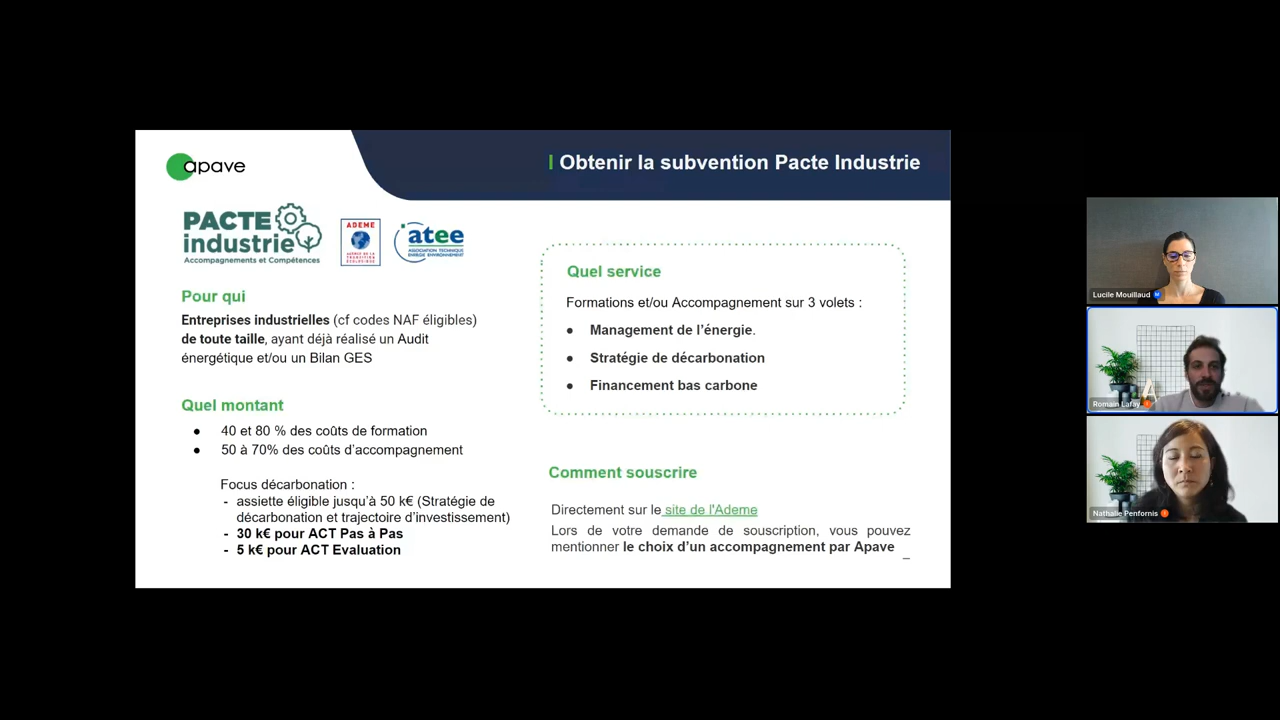 apave
| Obtenir la subvention Pacte Industrie
PACTE
industrie
Accompagnements et Compétences
ADEME
AGENCE DE LA
TRANSITION
ÉCOLOGIQUE
atee
ASSOCIATION TECHNIQUE
ÉNERGIE ENVIRONNEMENT
Pour qui
Entreprises industrielles (cf codes NAF éligibles)
de toute taille, ayant déjà réalisé un Audit
énergétique et/ou un Bilan GES
Quel montant
● 40 et 80 % des coûts de formation
● 50 à 70% des coûts d’accompagnement
Focus décarbonation :
- assiette éligible jusqu’à 50 k€ (Stratégie de
décarbonation et trajectoire d’investissement)
- 30 k€ pour ACT Pas à Pas
- 5 k€ pour ACT Evaluation
Quel service
Formations et/ou Accompagnement sur 3 volets :
● Management de l’énergie.
● Stratégie de décarbonation
● Financement bas carbone
Comment souscrire
Directement sur le site de l'Ademe
Lors de votre demande de souscription, vous pouvez
mentionner le choix d’un accompagnement par Apave
_
Lucile Mouillaud
Romain Lafay
Nathalie Penfornis